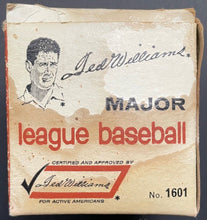 Ted Williams
MAJOR
league baseball
CERTIFIED AND APPROVED BY
Ted Williams
FOR ACTIVE AMERICANS
No. 1601